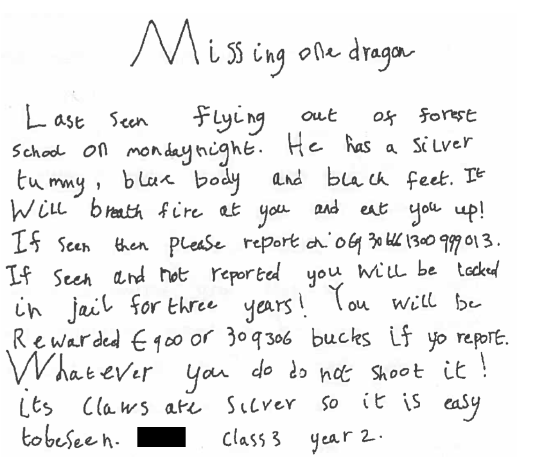 Missing one dragon
Last seen flying out of forest
school on mondaynight. He has a silver
tummy, blue body and black feet. It
will breath fire at you and eat you up!
If seen then please report on
If seen and not reported you will be locked
in jail for three years! You will be
Rewarded €900 or 309306 bucks if yo report.
Whatever you do do not shoot it!
its claws are silver so it is easy
tobeseen. class 3 year 2.